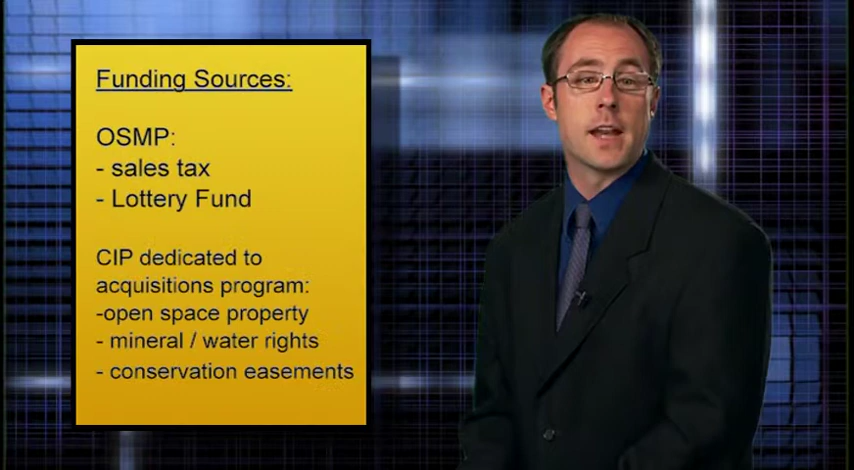 Funding Sources:
OSMP:
- sales tax
- Lottery Fund
CIP dedicated to
acquisitions program:
-open space property
- mineral / water rights
- conservation easements